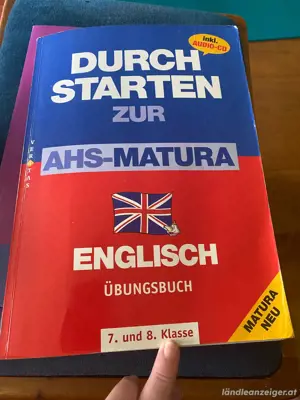 inkl.
AUDIO-CD
DURCH
STARTEN
ZUR
AHS-MATURA
VERITAS
ENGLISCH
ÜBUNGSBUCH
MATURA
NEU
7. und 8. Klasse
ländleanzeiger.at